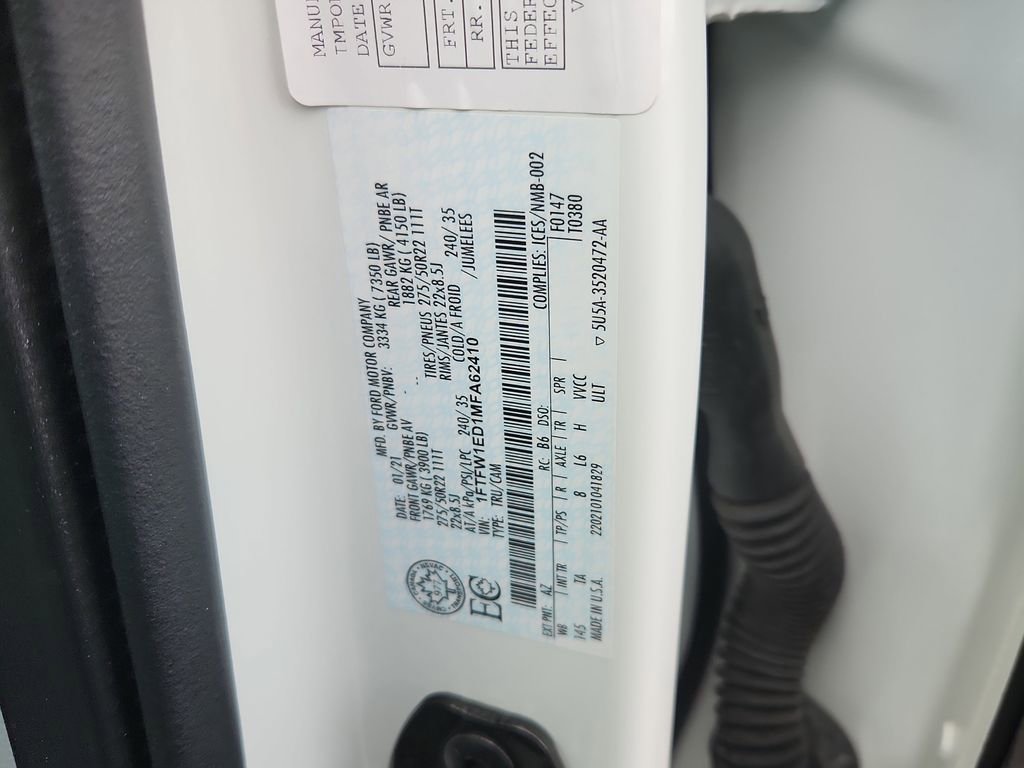 MANUF
IMPOR
DATE
GVWR
FRT.
RR.
THIS
FEDER
EFFEC
V
MFD. BY FORD MOTOR COMPANY
DATE: 01/21 GVWR/PNBV: 3334 KG ( 7350 LB)
FRONT GAWR/PNBE AV REAR GAWR/ PNBE AR
1769 KG ( 3900 LB) 1882 KG ( 4150 LB)
275/50R22 111T TIRES/PNEUS 275/50R22 111T
22x8.5J RIMS/JANTES 22x8.5J
AT/A kPa/PSI/LPC 240/ 35 COLD/A FROID 240/ 35
VIN: 1FTFW1ED1MFA62410 /JUMELEES
TYPE: TRU/CAM
EC
COMPLIES: ICES/NMB-002
EXT PNT: AZ RC: B6 DSO: F0147
WB INT TR TP/PS R AXLE TR SPR T0380
145 TA 8 L6 H VVCC
MADE IN U.S.A. 2202101041829 ULT ▽ 5U5A-3520472-AA